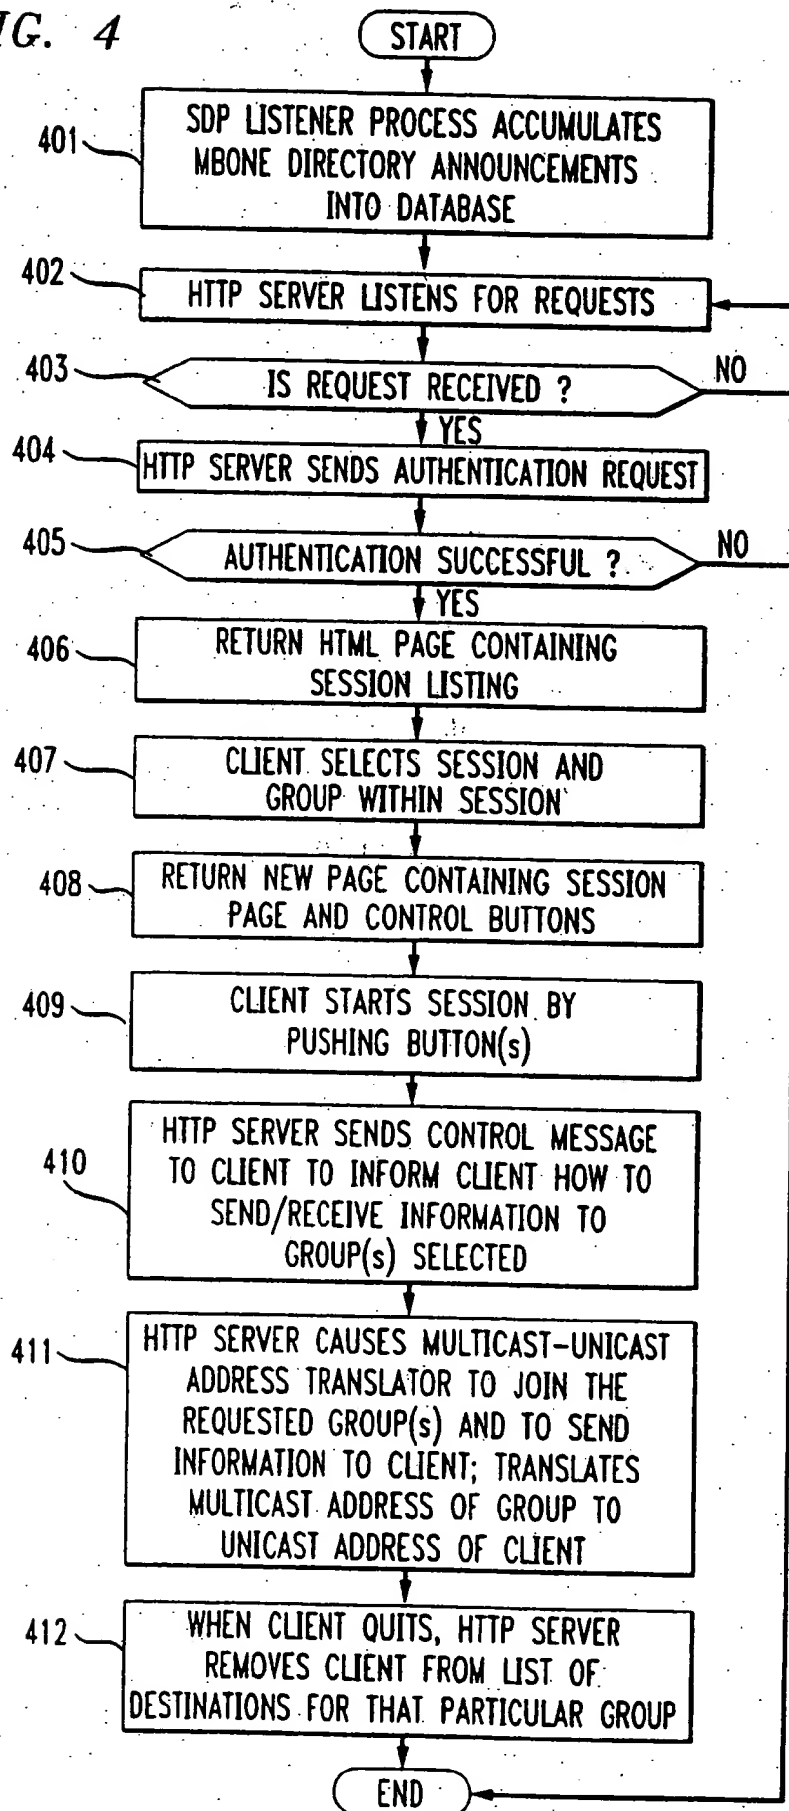 IG. 4
START
401
SDP LISTENER PROCESS ACCUMULATES
MBONE DIRECTORY ANNOUNCEMENTS
INTO DATABASE
402
HTTP SERVER LISTENS FOR REQUESTS
403
IS REQUEST RECEIVED ?
NO
YES
404
HTTP SERVER SENDS AUTHENTICATION REQUEST
405
AUTHENTICATION SUCCESSFUL ?
NO
YES
406
RETURN HTML PAGE CONTAINING
SESSION LISTING
407
CLIENT SELECTS SESSION AND
GROUP WITHIN SESSION
408
RETURN NEW PAGE CONTAINING SESSION
PAGE AND CONTROL BUTTONS
409
CLIENT STARTS SESSION BY
PUSHING BUTTON(s)
410
HTTP SERVER SENDS CONTROL MESSAGE
TO CLIENT TO INFORM CLIENT HOW TO
SEND/RECEIVE INFORMATION TO
GROUP(s) SELECTED
411
HTTP SERVER CAUSES MULTICAST-UNICAST
ADDRESS TRANSLATOR TO JOIN THE
REQUESTED GROUP(s) AND TO SEND
INFORMATION TO CLIENT; TRANSLATES
MULTICAST ADDRESS OF GROUP TO
UNICAST ADDRESS OF CLIENT
412
WHEN CLIENT QUITS, HTTP SERVER
REMOVES CLIENT FROM LIST OF
DESTINATIONS FOR THAT PARTICULAR GROUP
END